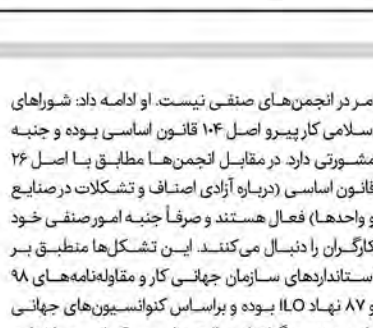 مر در انجمن‌های صنفی نیست. او ادامه داد: شوراهای
سلامی کار پیرو اصل ۱۰۴ قانون اساسی بوده و جنبه
مشورتی دارد. در مقابل انجمن‌ها مطابق با اصل ۲۶
قانون اساسی (درباره آزادی اصناف و تشکلات در صنایع
و واحدها) فعال هستند و صرفاً جنبه امور صنفی خود
کارگران را دنبال می‌کنند. این تشکل‌ها منطبق بر
ستانداردهای سازمان جهانی کار و مقاوله‌نامه‌های ۹۸
و ۸۷ نهاد ILO بوده و براساس کنوانسیون‌های جهانی